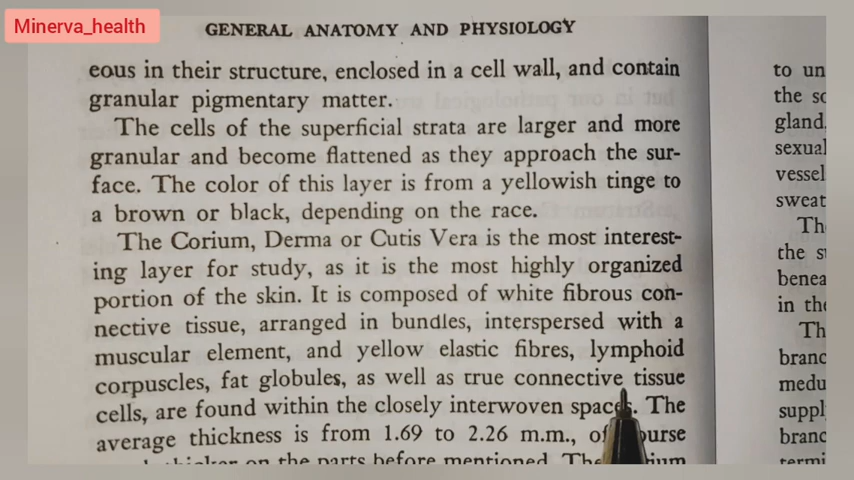 Minerva_health
GENERAL ANATOMY AND PHYSIOLOGY
eous in their structure, enclosed in a cell wall, and contain
granular pigmentary matter.
The cells of the superficial strata are larger and more
granular and become flattened as they approach the sur-
face. The color of this layer is from a yellowish tinge to
a brown or black, depending on the race.
The Corium, Derma or Cutis Vera is the most interest-
ing layer for study, as it is the most highly organized
portion of the skin. It is composed of white fibrous con-
nective tissue, arranged in bundles, interspersed with a
muscular element, and yellow elastic fibres, lymphoid
corpuscles, fat globules, as well as true connective tissue
cells, are found within the closely interwoven spaces. The
average thickness is from 1.69 to 2.26 m.m.,
on the parts before mentioned.
to un
the so
gland,
sexual
vessel
sweat
Th
the s
benea
in the
Th
branc
medu
suppl
branc
termi